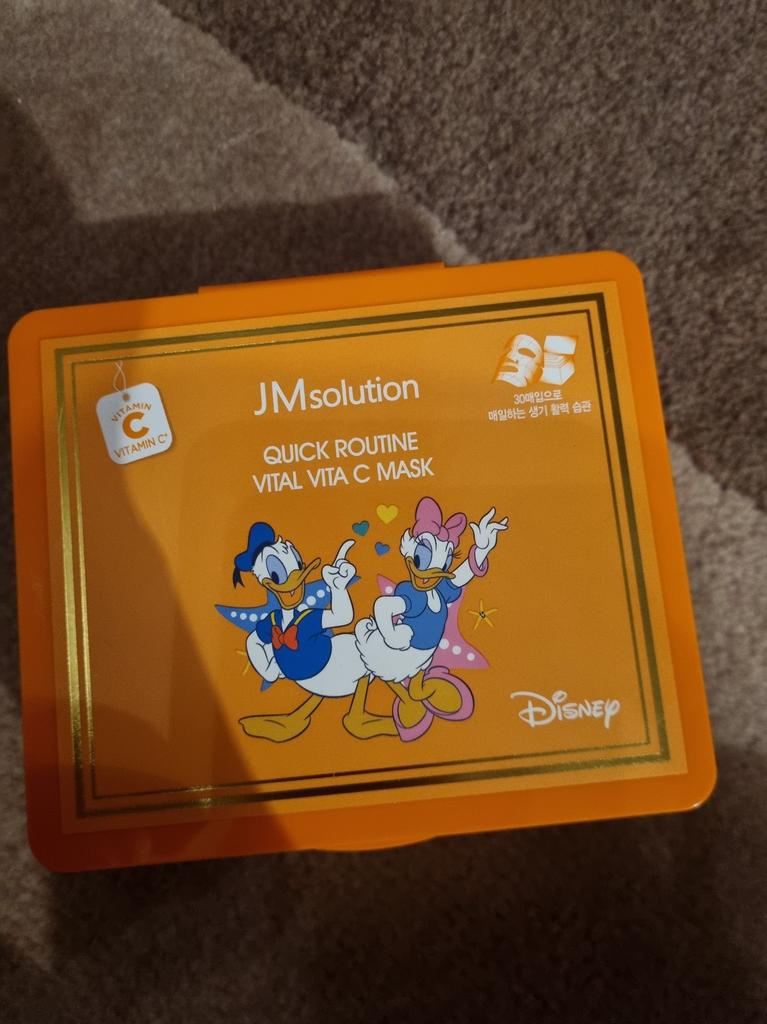 VITAMIN
C
VITAMIN C*
JMsolution
30매입으로
매일하는 생기 활력 습관
QUICK ROUTINE
VITAL VITA C MASK
Disney